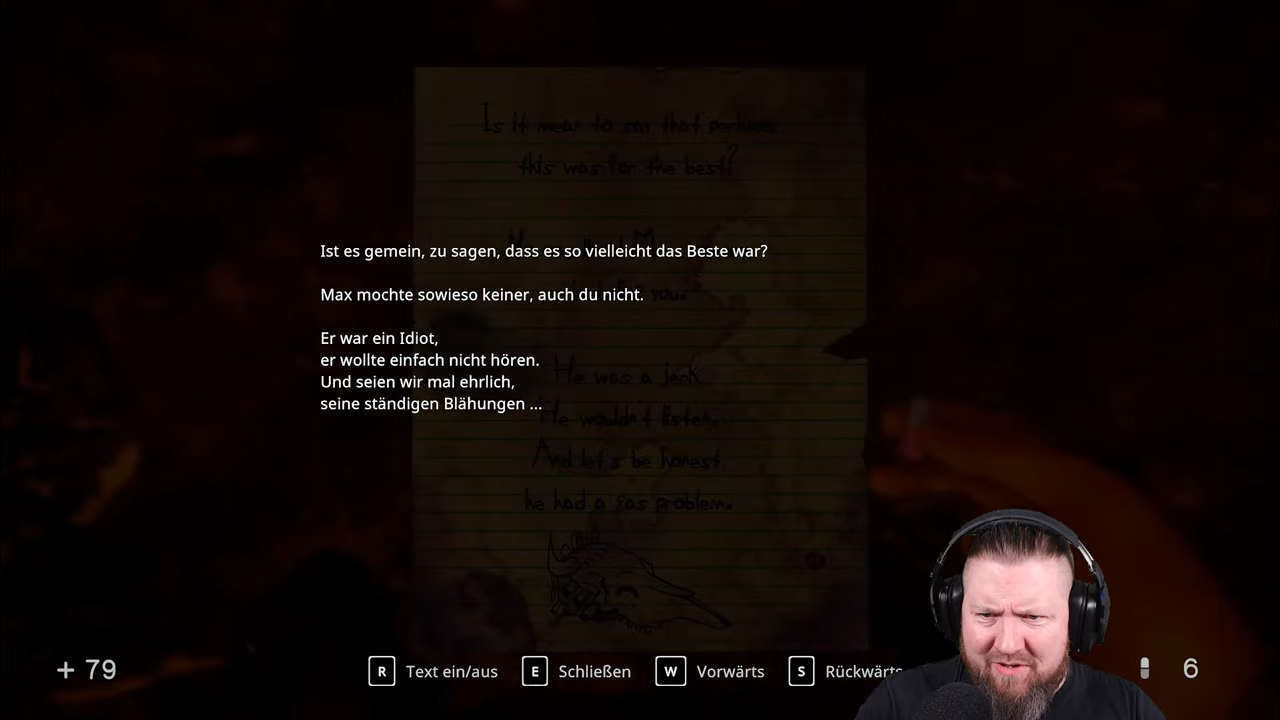 Is it mean to say that perhaps
this was for the best?
Ist es gemein, zu sagen, dass es so vielleicht das Beste war?
Max mochte sowieso keiner, auch du nicht.
you.
Er war ein Idiot,
er wollte einfach nicht hören.
Und seien wir mal ehrlich,
seine ständigen Blähungen ...
He was a jerk.
He wouldn't listen.
And let's be honest,
he had a gas problem.
+ 79
R Text ein/aus E Schließen W Vorwärts S Rückwärts
6